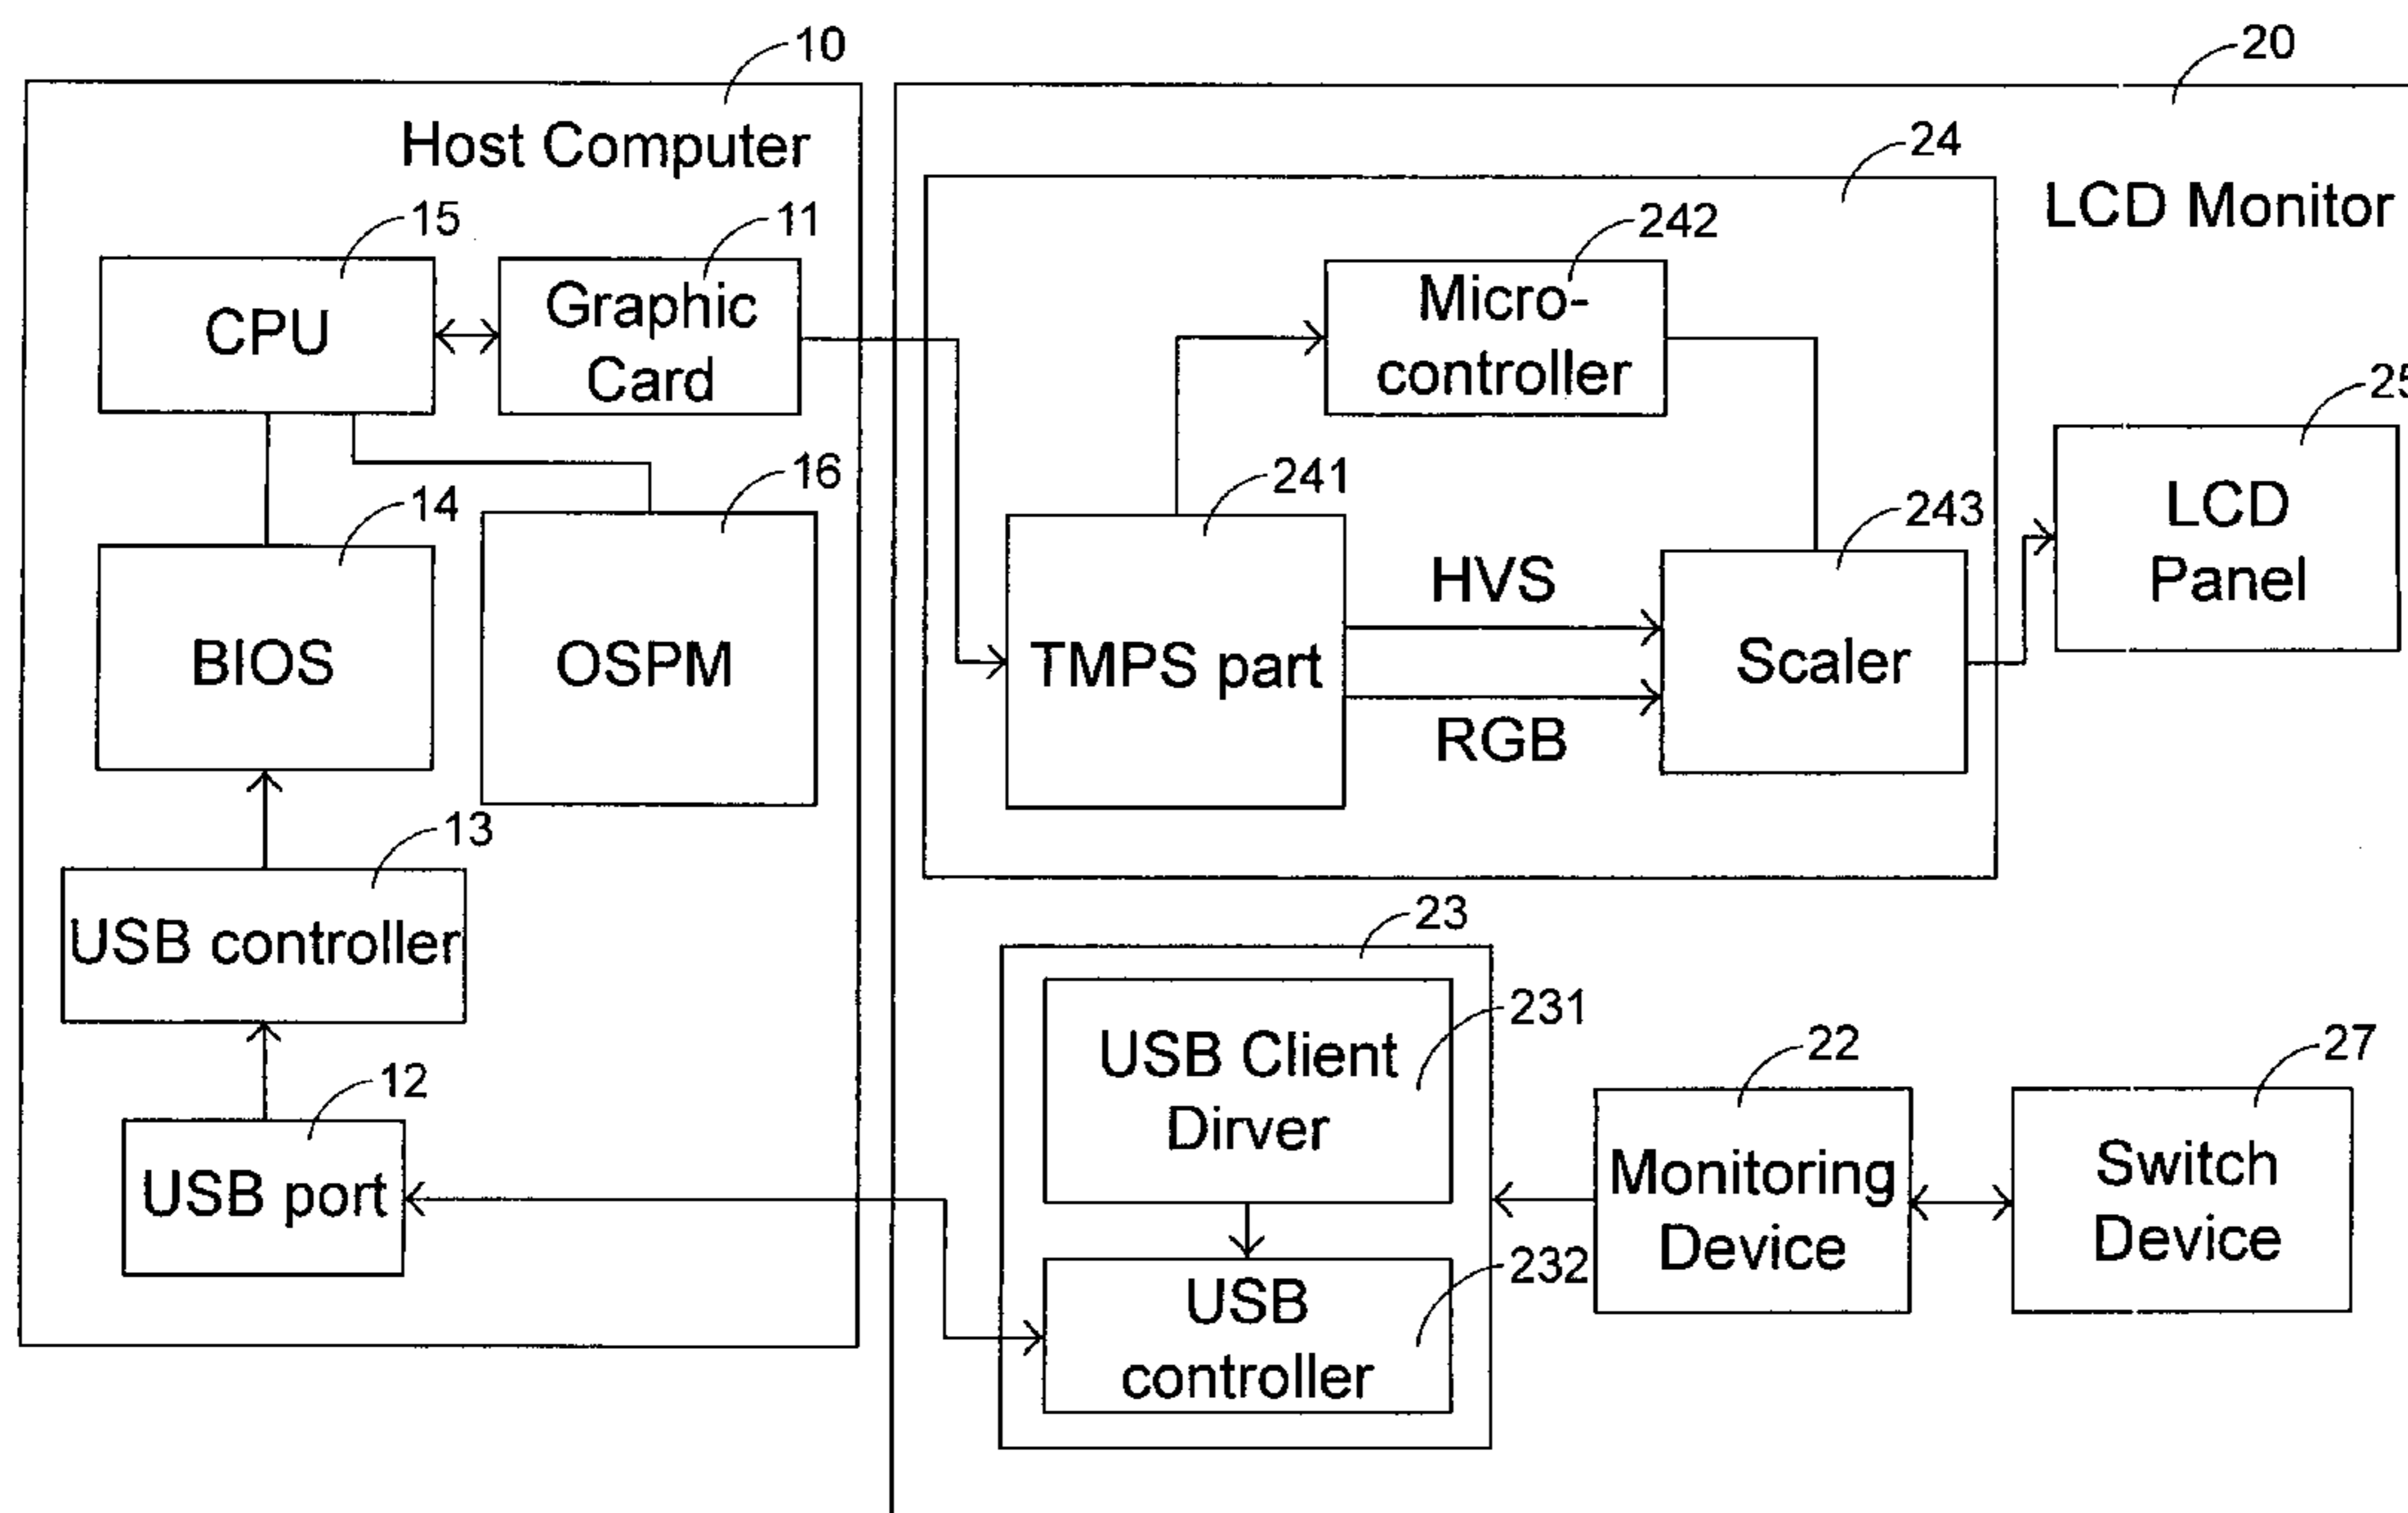 10
Host Computer
15
11
CPU
Graphic
Card
14
16
BIOS
OSPM
13
USB controller
12
USB port
20
LCD Monitor
24
242
Micro-
controller
241
TMPS part
HVS
RGB
243
Scaler
25
LCD
Panel
23
231
USB Client
Dirver
232
USB
controller
22
Monitoring
Device
27
Switch
Device